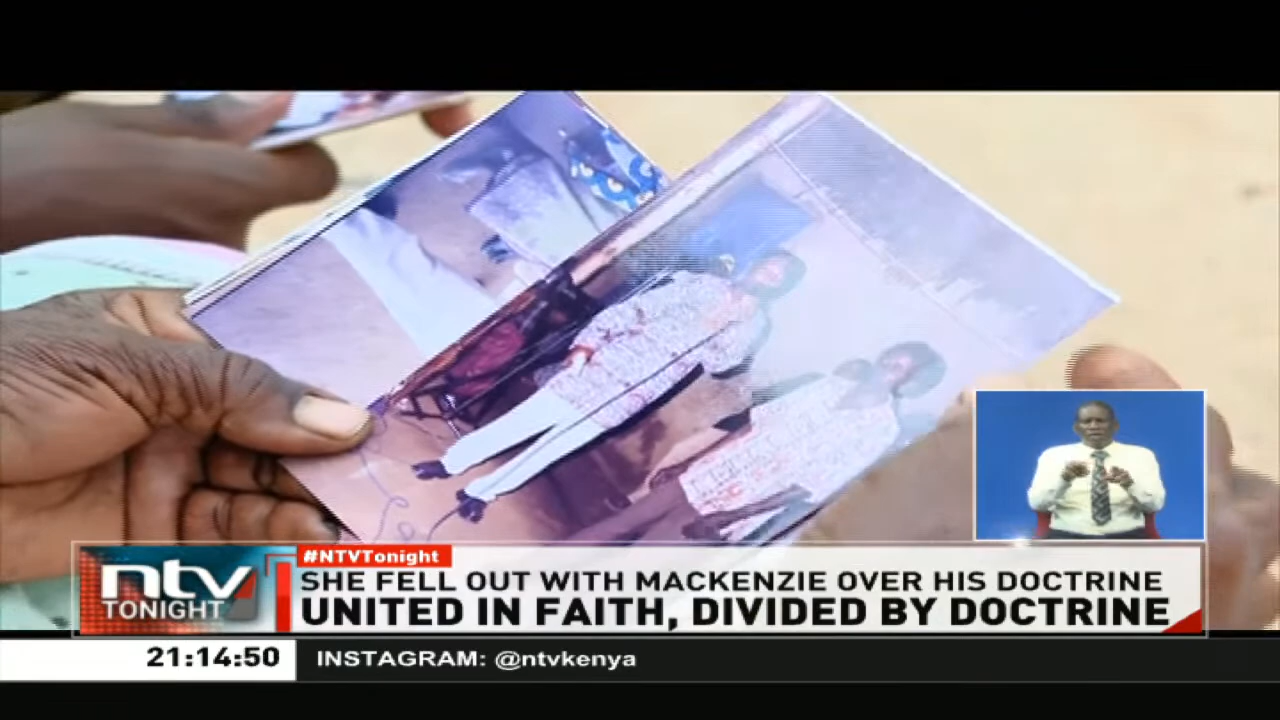 #NTVTonight
ntv
TONIGHT
SHE FELL OUT WITH MACKENZIE OVER HIS DOCTRINE
UNITED IN FAITH, DIVIDED BY DOCTRINE
21:14:50
INSTAGRAM: @ntvkenya